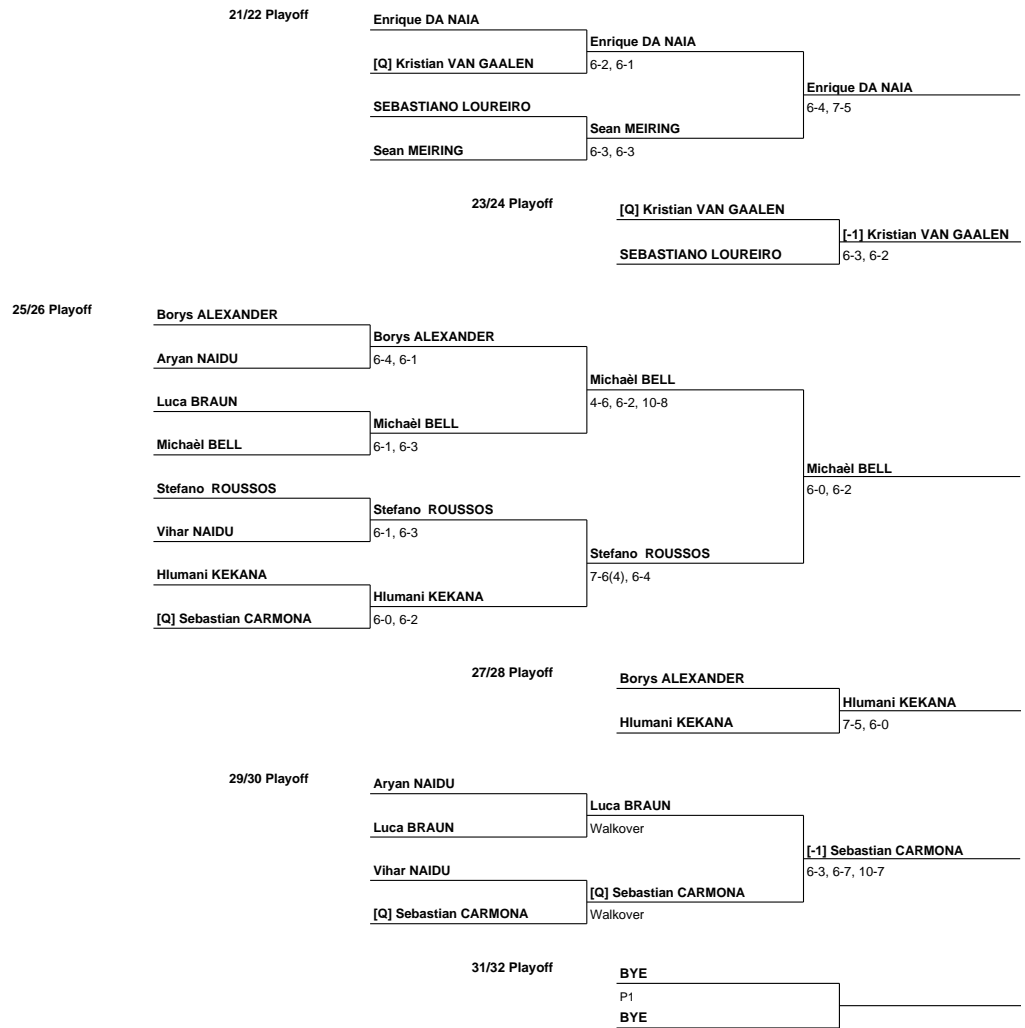 21/22 Playoff
Enrique DA NAIA
Enrique DA NAIA
[Q] Kristian VAN GAALEN
6-2, 6-1
Enrique DA NAIA
SEBASTIANO LOUREIRO
6-4, 7-5
Sean MEIRING
Sean MEIRING
6-3, 6-3
23/24 Playoff
[Q] Kristian VAN GAALEN
[-1] Kristian VAN GAALEN
SEBASTIANO LOUREIRO
6-3, 6-2
25/26 Playoff
Borys ALEXANDER
Borys ALEXANDER
Aryan NAIDU
6-4, 6-1
Michaèl BELL
Luca BRAUN
4-6, 6-2, 10-8
Michaèl BELL
Michaèl BELL
6-1, 6-3
Michaèl BELL
Stefano  ROUSSOS
6-0, 6-2
Stefano  ROUSSOS
Vihar NAIDU
6-1, 6-3
Stefano  ROUSSOS
Hlumani KEKANA
7-6(4), 6-4
Hlumani KEKANA
[Q] Sebastian CARMONA
6-0, 6-2
27/28 Playoff
Borys ALEXANDER
Hlumani KEKANA
Hlumani KEKANA
7-5, 6-0
29/30 Playoff
Aryan NAIDU
Luca BRAUN
Luca BRAUN
Walkover
[-1] Sebastian CARMONA
Vihar NAIDU
6-3, 6-7, 10-7
[Q] Sebastian CARMONA
[Q] Sebastian CARMONA
Walkover
31/32 Playoff
BYE
P1
BYE